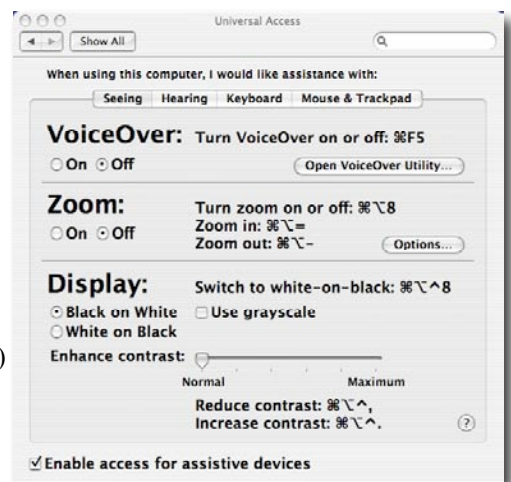 Universal Access
Show All
When using this computer, I would like assistance with:
Seeing Hearing Keyboard Mouse & Trackpad
VoiceOver: Turn VoiceOver on or off: ⌘F5
On Off Open VoiceOver Utility...
Zoom: Turn zoom on or off: ⌘⌥8
On Off Zoom in: ⌘⌥=
Zoom out: ⌘⌥- Options...
Display: Switch to white-on-black: ⌘⌥^8
Black on White Use grayscale
White on Black
)
Enhance contrast:
Normal Maximum
Reduce contrast: ⌘⌥^,
Increase contrast: ⌘⌥^. ?
Enable access for assistive devices